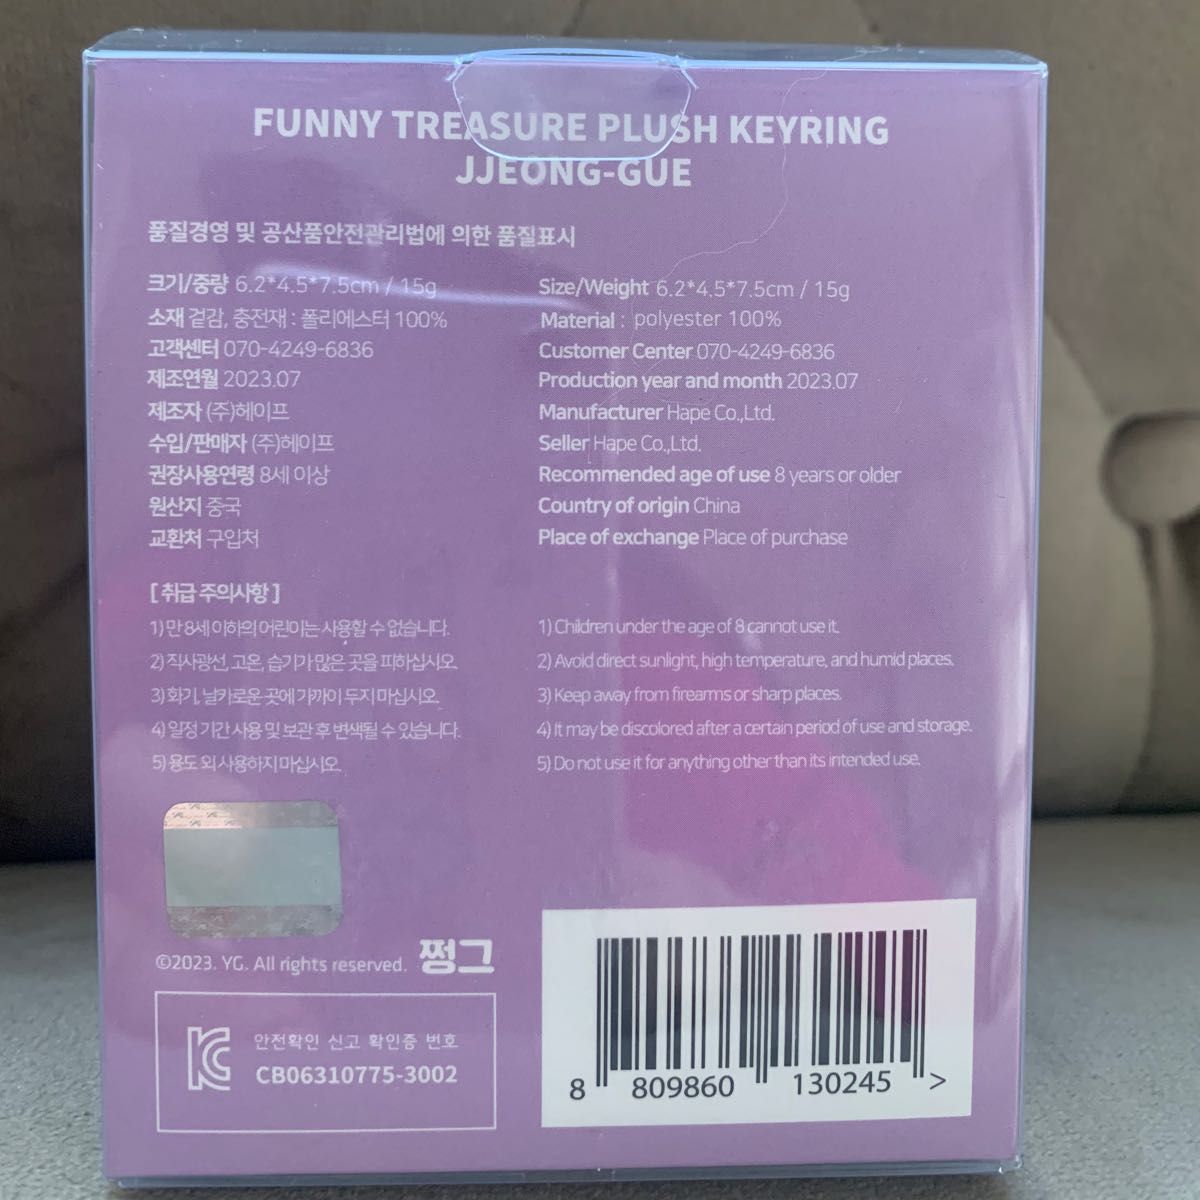 FUNNY TREASURE PLUSH KEYRING
JJEONG-GUE
품질경영 및 공산품안전관리법에 의한 품질표시
크기/중량 6.2*4.5*7.5cm / 15g
소재 겉감, 충전재 : 폴리에스터 100%
고객센터 070-4249-6836
제조연월 2023.07
제조자 (주)헤이프
수입/판매자 (주)헤이프
권장사용연령 8세 이상
원산지 중국
교환처 구입처
Size/Weight 6.2*4.5*7.5cm / 15g
Material : polyester 100%
Customer Center 070-4249-6836
Production year and month 2023.07
Manufacturer Hape Co.,Ltd.
Seller Hape Co.,Ltd.
Recommended age of use 8 years or older
Country of origin China
Place of exchange Place of purchase
[ 취급 주의사항 ]
1) 만 8세 이하의 어린이는 사용할 수 없습니다.
2) 직사광선, 고온, 습기가 많은 곳을 피하십시오.
3) 화기, 날카로운 곳에 가까이 두지 마십시오.
4) 일정 기간 사용 및 보관 후 변색될 수 있습니다.
5) 용도 외 사용하지 마십시오.
1) Children under the age of 8 cannot use it.
2) Avoid direct sunlight, high temperature, and humid places.
3) Keep away from firearms or sharp places.
4) It may be discolored after a certain period of use and storage.
5) Do not use it for anything other than its intended use.
©2023. YG. All rights reserved. 쩡그
KC 안전확인 신고 확인증 번호
CB06310775-3002
8 809860 130245 >